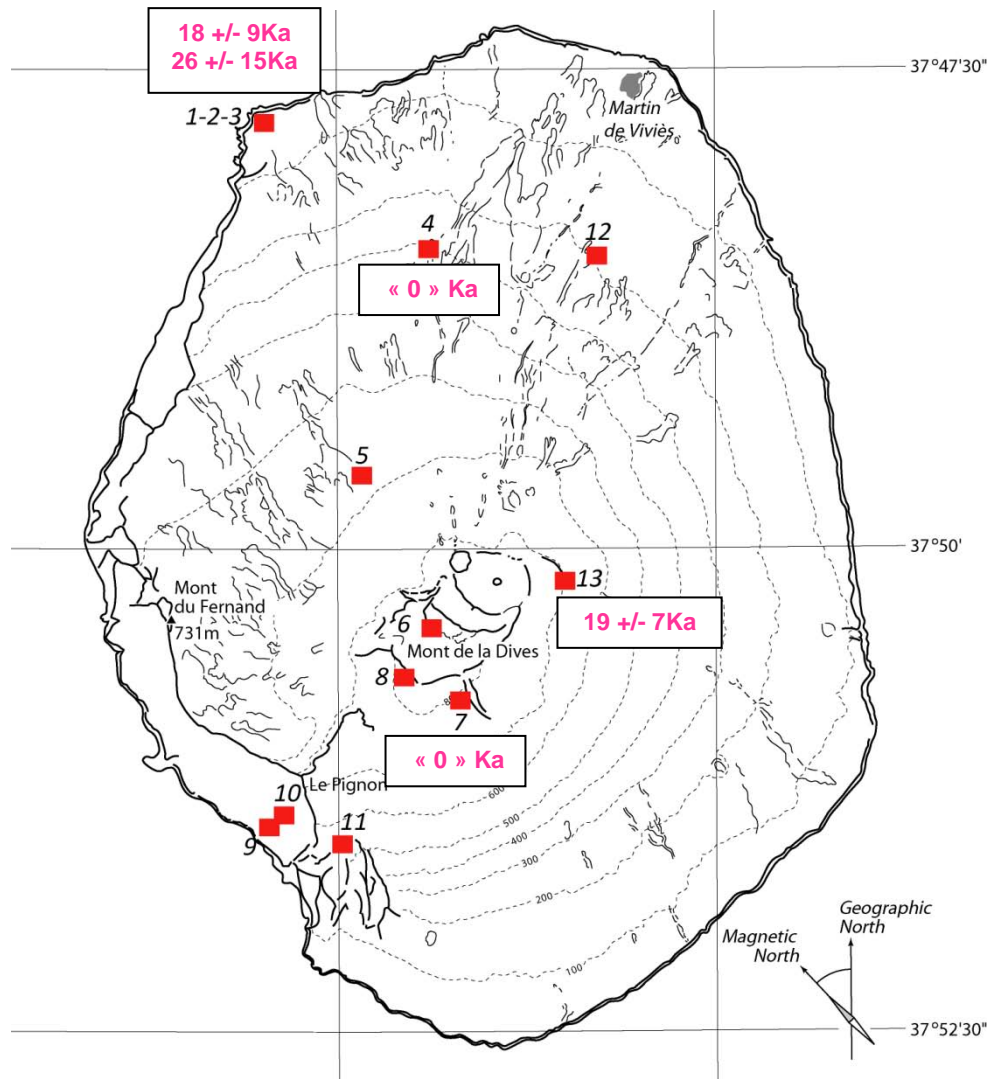 18 +/- 9Ka
26 +/- 15Ka
37°47'30"
1-2-3
Martin
de Viviès
4
12
« 0 » Ka
5
37°50'
13
Mont
du Fernand
731m
19 +/- 7Ka
6
Mont de la Dives
8
7
« 0 » Ka
Le Pignon
600
10
500
9
11
400
300
200
Geographic
North
Magnetic
North
100
37°52'30"